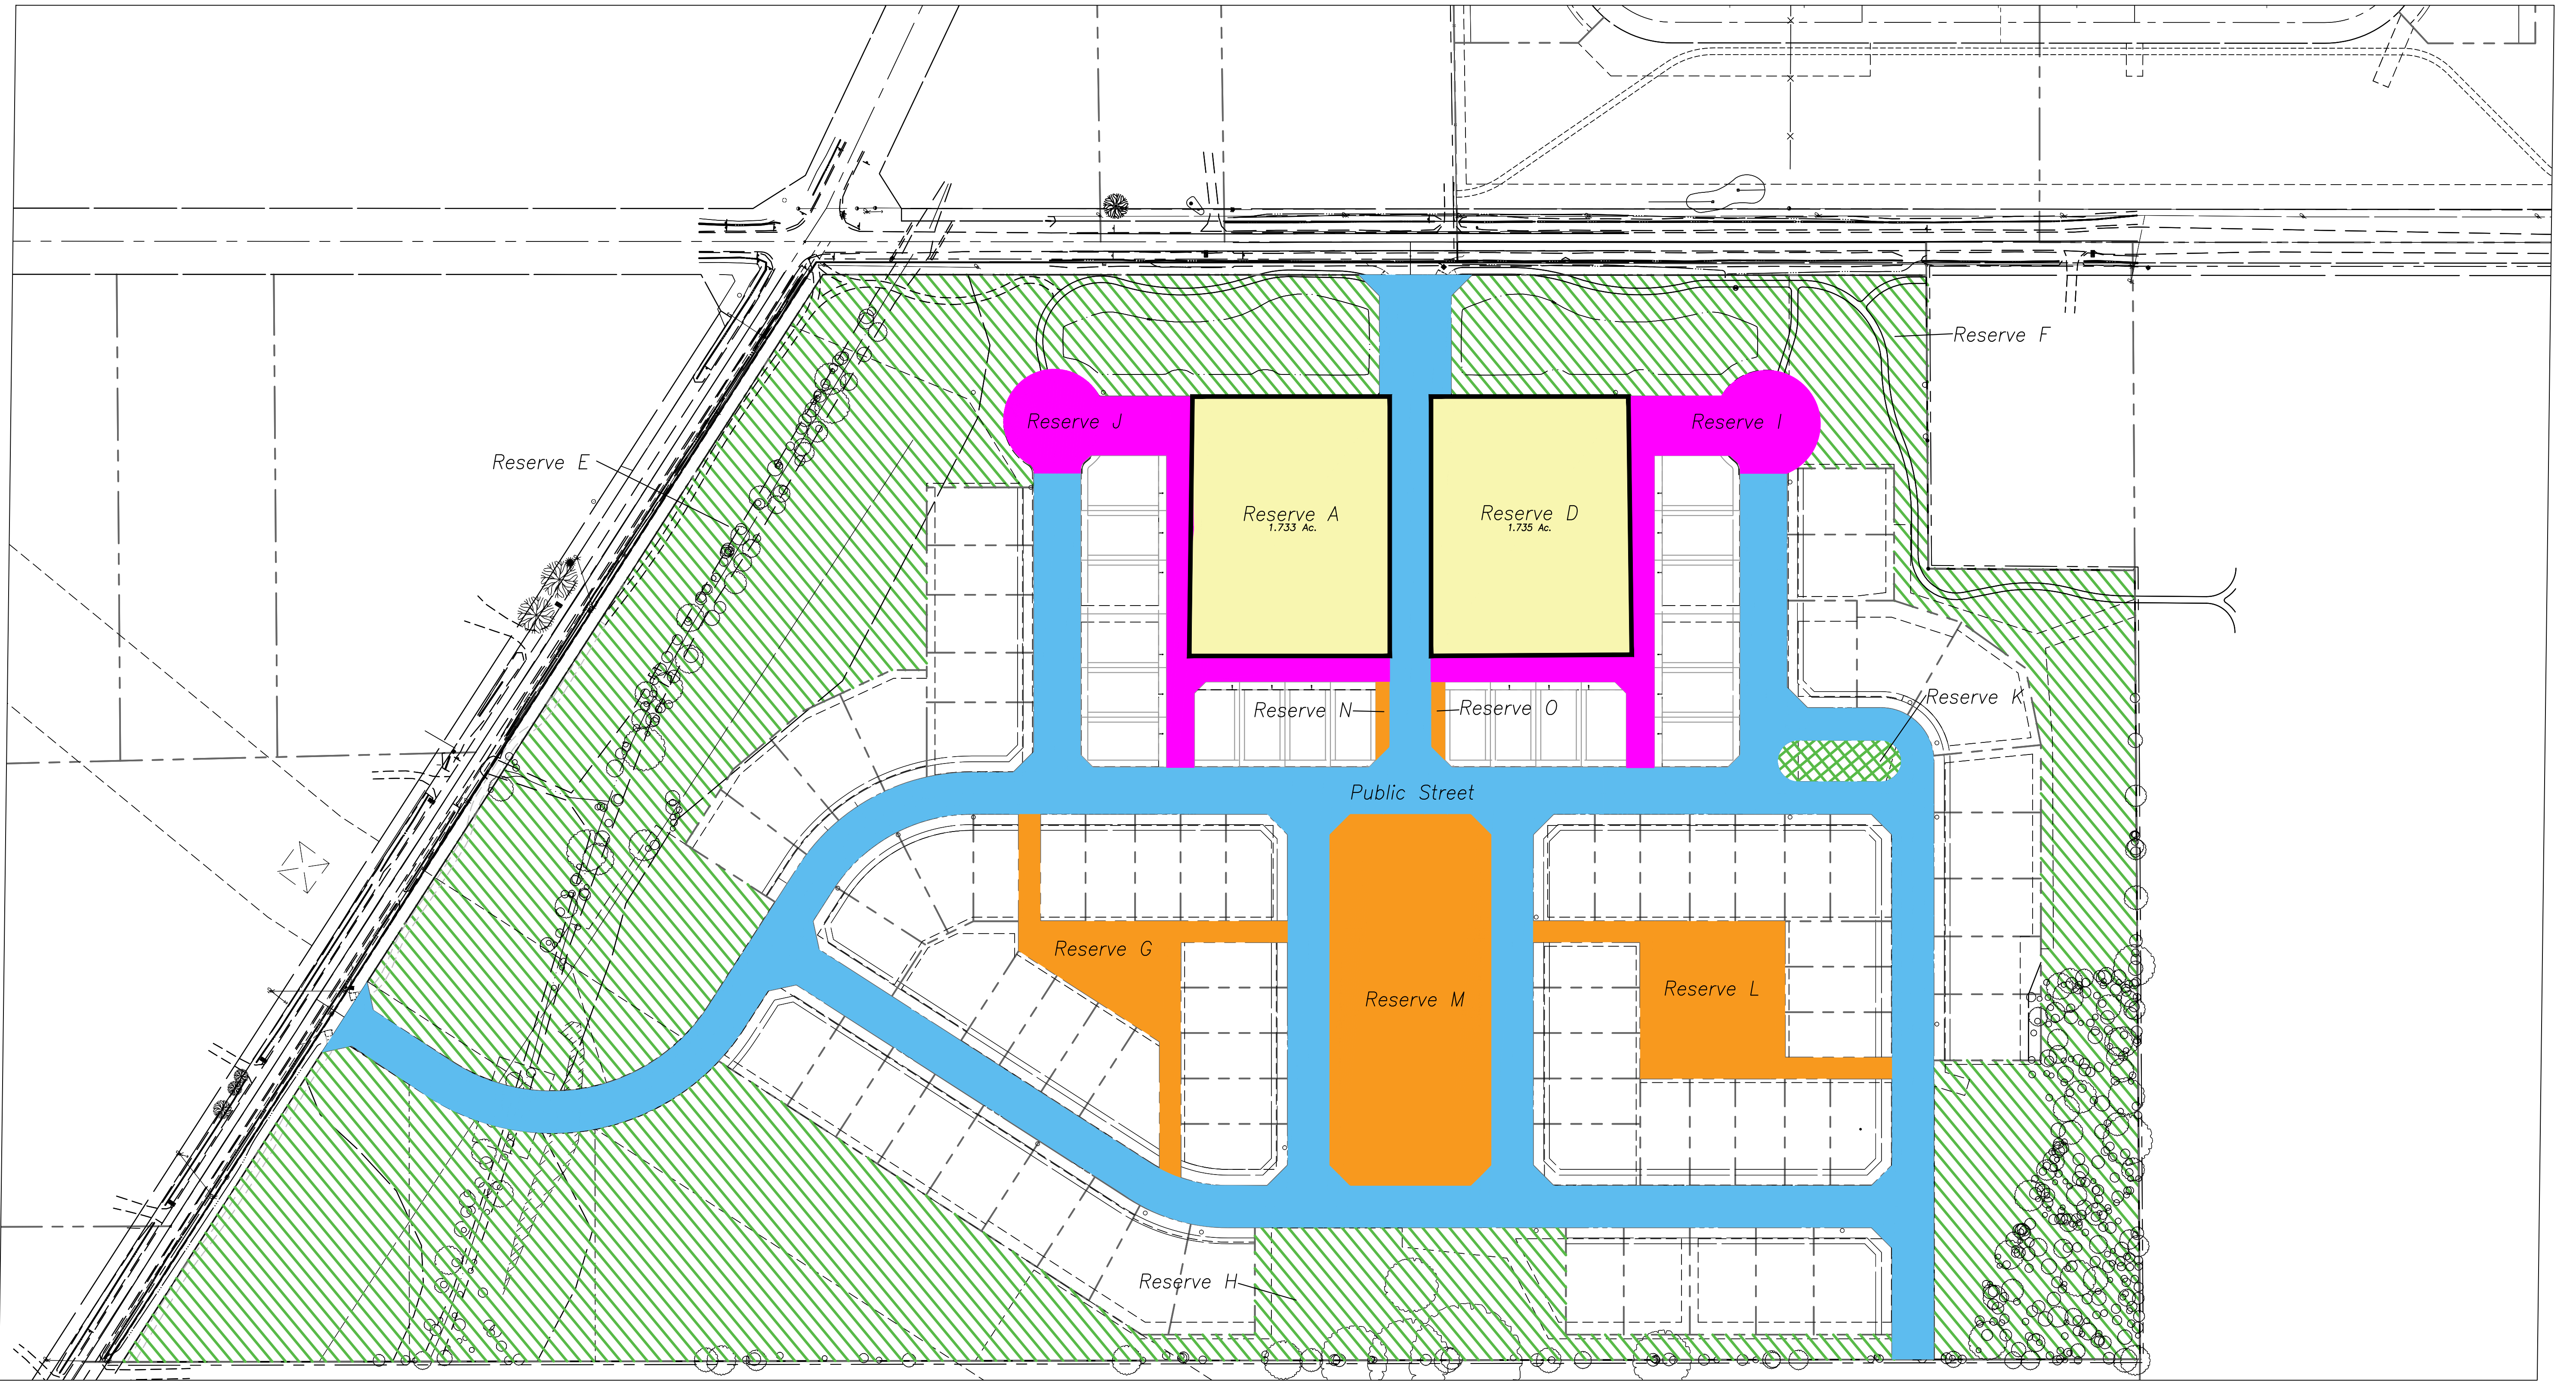 Reserve F
Reserve J
Reserve I
Reserve E
Reserve A
1.733 Ac.
Reserve D
1.735 Ac.
Reserve K
Reserve N
Reserve O
Public Street
Reserve G
Reserve L
Reserve M
Reserve H